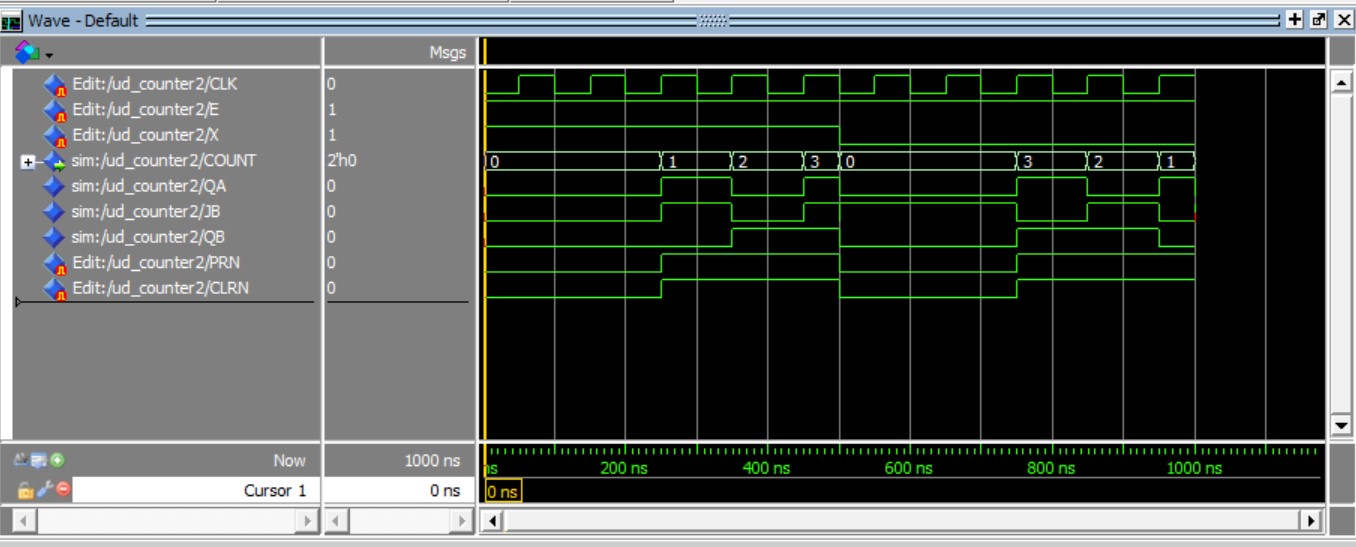 Wave - Default
Msgs
Edit:/ud_counter2/CLK 0
Edit:/ud_counter2/E 1
Edit:/ud_counter2/X 1
sim:/ud_counter2/COUNT 2'h0 0 1 2 3 0 3 2 1
sim:/ud_counter2/QA 0
sim:/ud_counter2/JB 0
sim:/ud_counter2/QB 0
Edit:/ud_counter2/PRN 0
Edit:/ud_counter2/CLRN 0
Now 1000 ns ns 200 ns 400 ns 600 ns 800 ns 1000 ns
Cursor 1 0 ns 0 ns